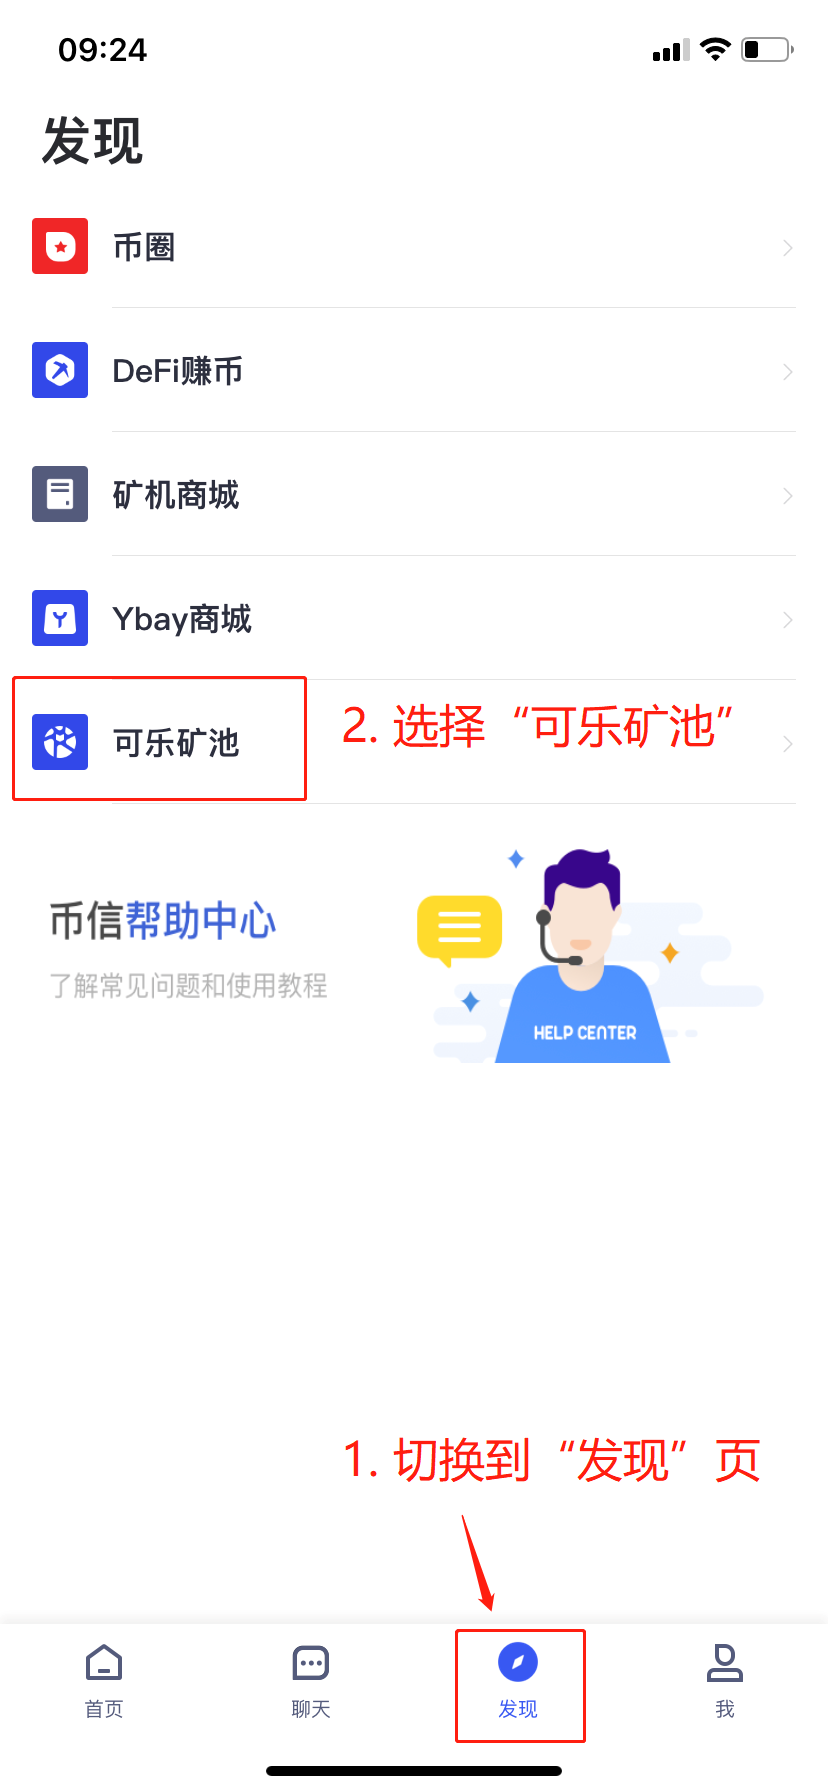 09:24
发现
币圈
DeFi赚币
矿机商城
Ybay商城
可乐矿池
2. 选择“可乐矿池”
币信帮助中心
了解常见问题和使用教程
HELP CENTER
1. 切换到“发现”页
首页
聊天
发现
我